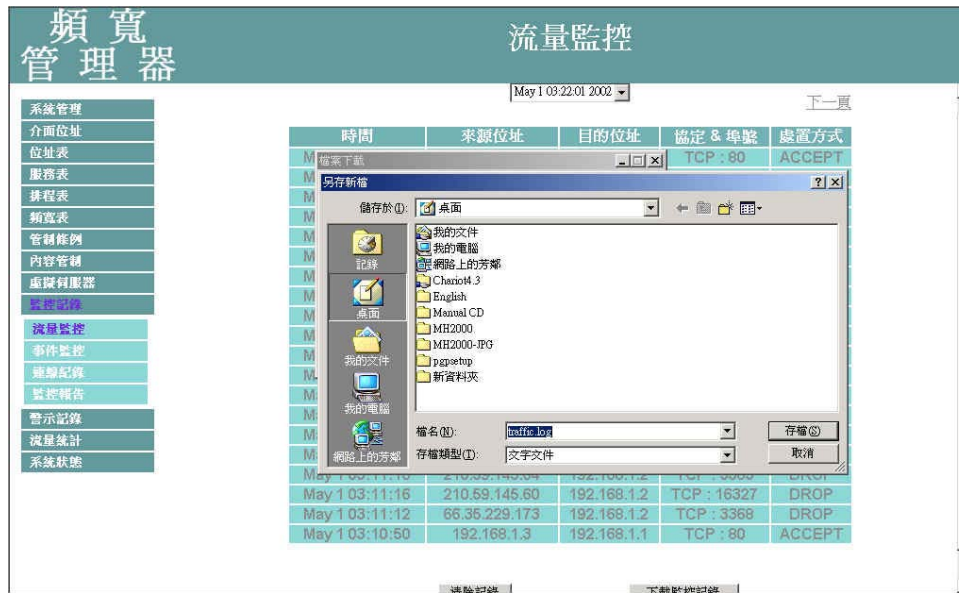 頻寬
管理器
流量監控
May 1 03:22:01 2002
下一頁
系統管理
介面位址
位址表
服務表
排程表
頻寬表
管制條例
內容管制
虛擬伺服器
監控記錄
流量監控
事件監控
連線紀錄
監控報告
警示記錄
流量統計
系統狀態
時間 來源位址 目的位址 協定 & 埠號 處置方式
TCP : 80 ACCEPT
檔案下載
另存新檔
儲存於(I): 桌面
記錄
桌面
我的文件
我的電腦
網路上的芳鄰
我的文件
我的電腦
網路上的芳鄰
Chariot4.3
English
Manual CD
MH2000
MH2000-JPG
pgpsetup
新資料夾
檔名(N): traffic.log 存檔(S)
存檔類型(T): 文字文件 取消
May 1 03:11:16 210.59.145.60 192.168.1.2 TCP : 16327 DROP
May 1 03:11:12 66.35.229.173 192.168.1.2 TCP : 3368 DROP
May 1 03:10:50 192.168.1.3 192.168.1.1 TCP : 80 ACCEPT
清除記錄 下載監控記錄